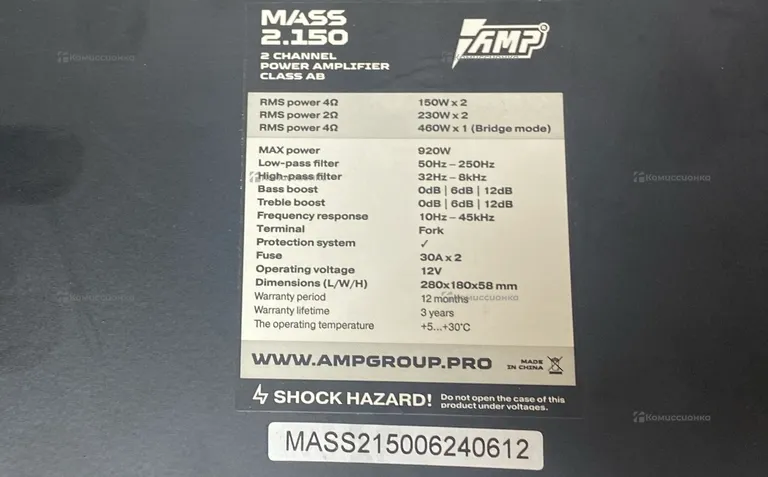 MASS
2.150
2 CHANNEL
POWER AMPLIFIER
CLASS AB
AMP
RMS power 4Ω 150W x 2
RMS power 2Ω 230W x 2
RMS power 4Ω 460W x 1 (Bridge mode)
MAX power 920W
Low-pass filter 50Hz – 250Hz
High-pass filter 32Hz – 8kHz
Bass boost 0dB | 6dB | 12dB
Treble boost 0dB | 6dB | 12dB
Frequency response 10Hz – 45kHz
Terminal Fork
Protection system ✓
Fuse 30A x 2
Operating voltage 12V
Dimensions (L/W/H) 280x180x58 mm
Warranty period 12 months
Warranty lifetime 3 years
The operating temperature +5...+30°C
WWW.AMPGROUP.PRO
MADE
IN CHINA
SHOCK HAZARD!
Do not open the case of this
product under voltages.
MASS215006240612
Комиссионко
Комиссионко
Комиссионко
Комиссионко
Комиссионко
Комиссионко
Комиссионко